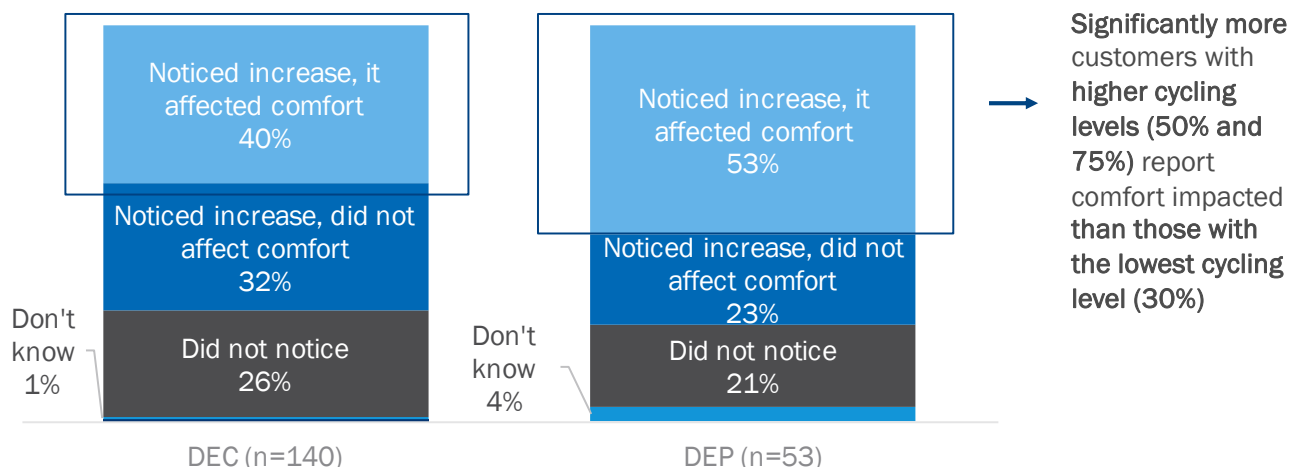 Noticed increase, it
affected comfort
40%
Noticed increase, did not
affect comfort
32%
Did not notice
26%
Don't
know
1%
DEC (n=140)
Noticed increase, it
affected comfort
53%
Noticed increase, did not
affect comfort
23%
Did not notice
21%
Don't
know
4%
DEP (n=53)
Significantly more
customers with
higher cycling
levels (50% and
75%) report
comfort impacted
than those with
the lowest cycling
level (30%)